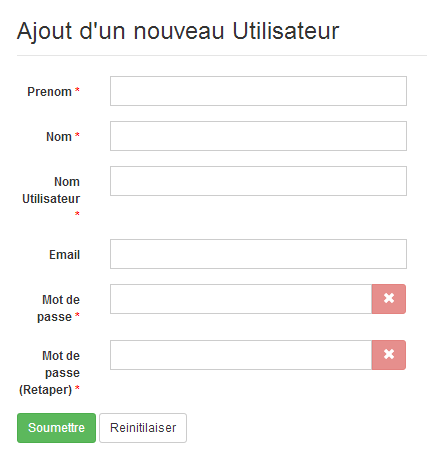 Ajout d'un nouveau Utilisateur
Prenom *
Nom *
Nom
Utilisateur
*
Email
Mot de
passe *
Mot de
passe
(Retaper) *
Soumettre Reinitilaiser